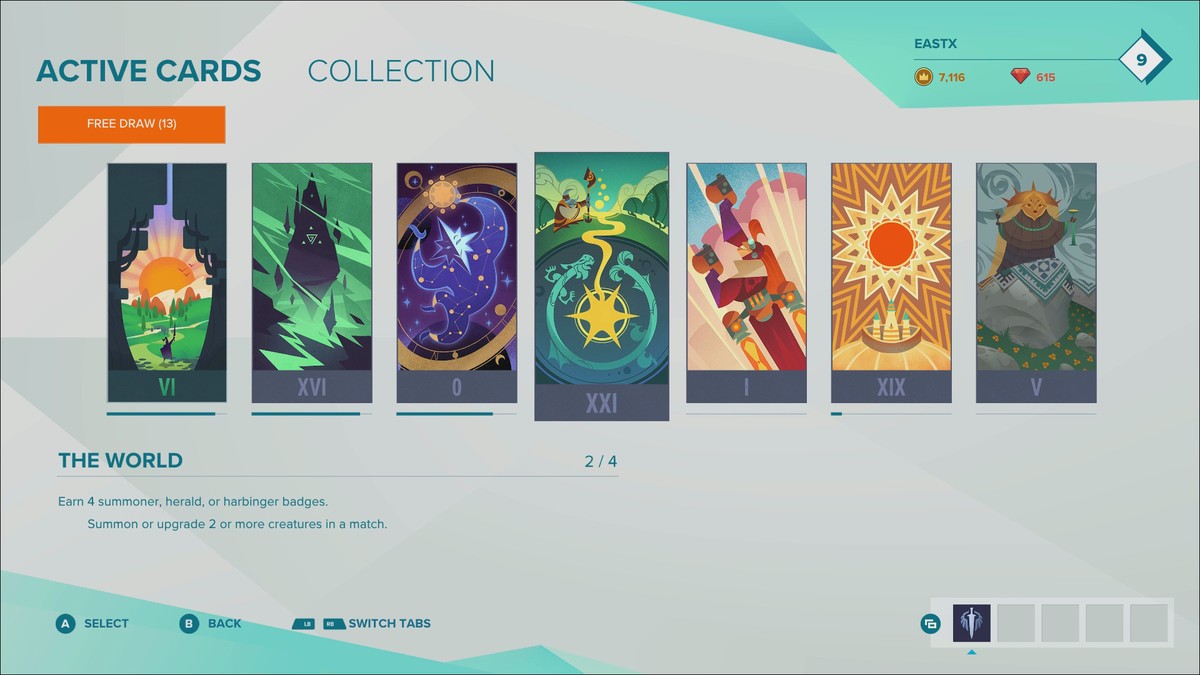 ACTIVE CARDS COLLECTION
EASTX
7,116 615
9
FREE DRAW (13)
VI XVI 0 XXI I XIX V
THE WORLD 2 / 4
Earn 4 summoner, herald, or harbinger badges.
Summon or upgrade 2 or more creatures in a match.
A SELECT B BACK LB RB SWITCH TABS